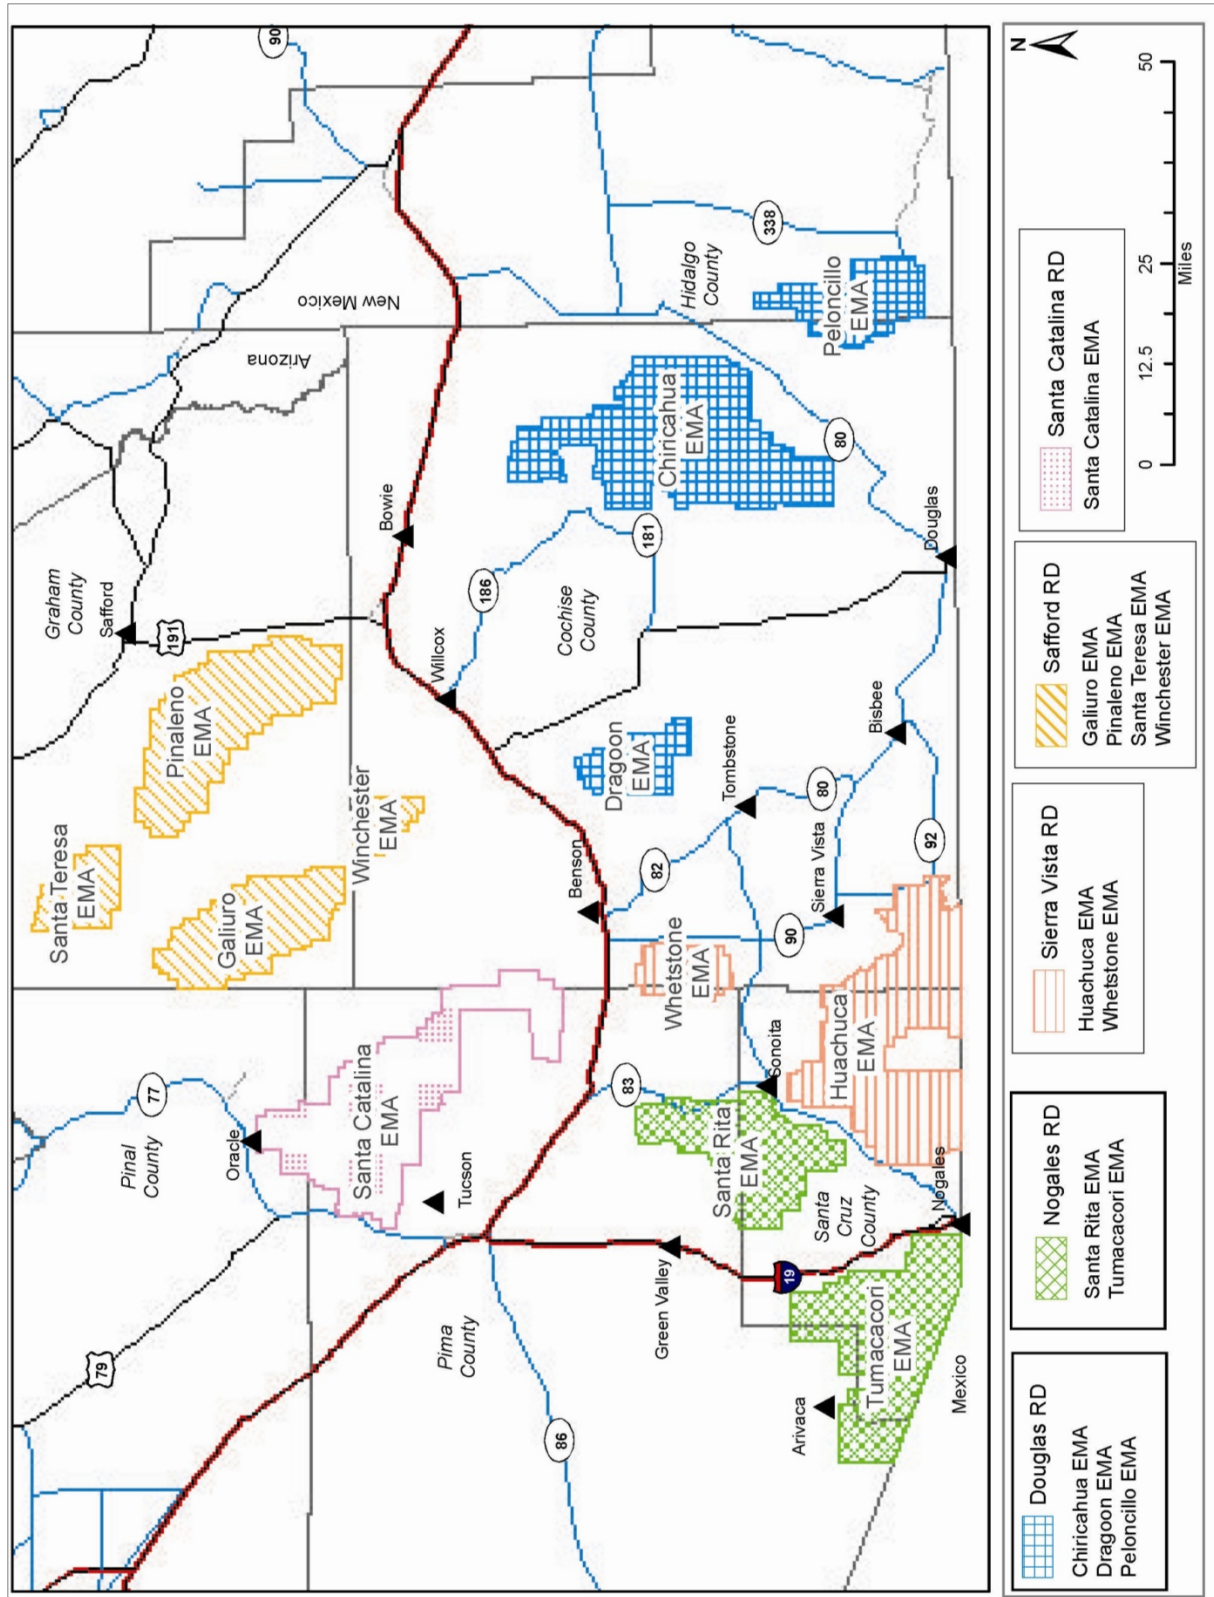 Santa Teresa
EMA
Graham
County
Safford
191
79
Pinal
County
77
Oracle
Pinaleno
EMA
Galiuro
EMA
90
Arizona
New Mexico
Winchester
EMA
Bowie
Santa Catalina
EMA
Tucson
Willcox
Pima
County
186
86
Benson
Cochise
County
181
Dragoon
EMA
Chiricahua
EMA
Hidalgo
County
82
83
Whetstone
EMA
Green Valley
Santa Rita
EMA
Tombstone
338
19
90
Sonoita
80
Sierra Vista
80
Peloncillo
EMA
Arivaca
Santa
Cruz
County
Huachuca
EMA
Tumacacori
EMA
Bisbee
92
Douglas
Nogales
Mexico
Douglas RD
Chiricahua EMA
Dragoon EMA
Peloncillo EMA
Nogales RD
Santa Rita EMA
Tumacacori EMA
Sierra Vista RD
Huachuca EMA
Whetstone EMA
Safford RD
Galiuro EMA
Pinaleno EMA
Santa Teresa EMA
Winchester EMA
Santa Catalina RD
Santa Catalina EMA
N
0 12.5 25 50
Miles